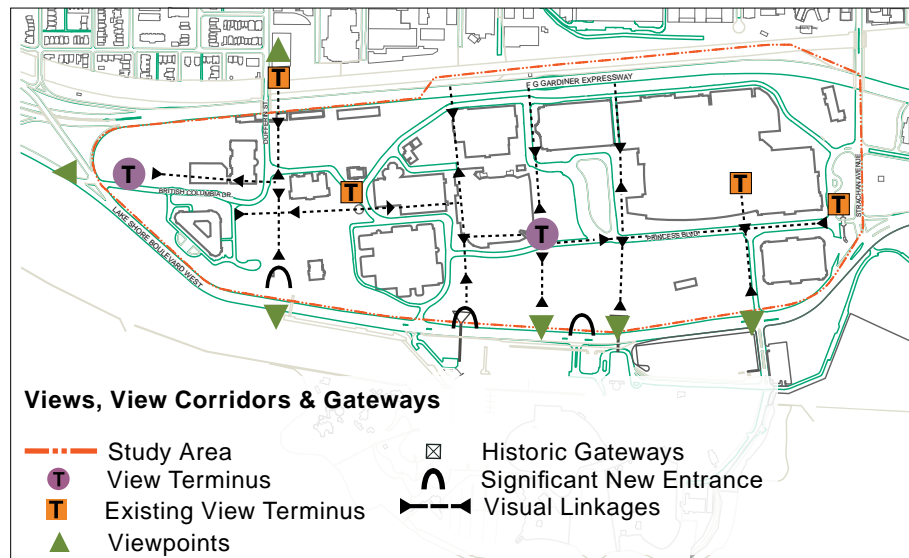 T
F G GARDINER EXPRESSWAY
DUFFERIN ST
STRACHAN AVENUE
T
T
T
BRITISH COLUMBIA DR
T
LAKE SHORE BOULEVARD WEST
T
PRINCESS BLVD
Views, View Corridors & Gateways
Study Area
T View Terminus
T Existing View Terminus
Viewpoints
Historic Gateways
Significant New Entrance
Visual Linkages